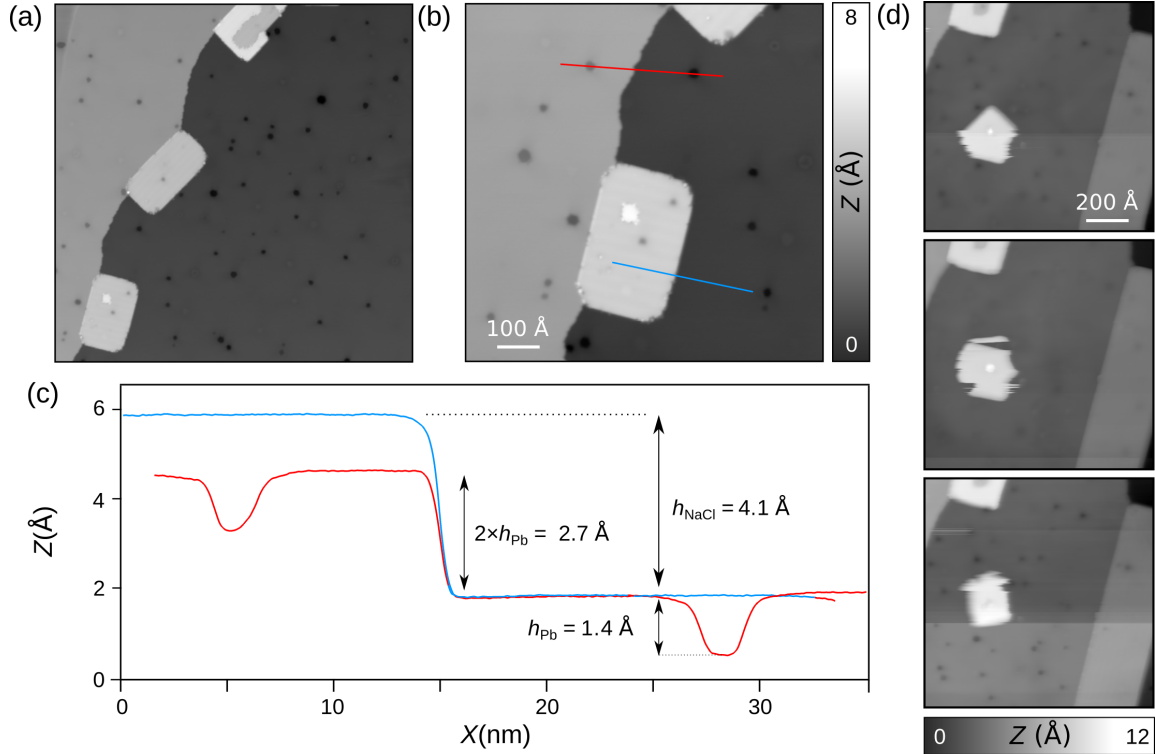 (a)
(b)
8
Z (Å)
0
100 Å
(d)
200 Å
(c)
6
4
2
0
Z(Å)
2×hPb = 2.7 Å
hNaCl = 4.1 Å
hPb = 1.4 Å
0
10
20
30
X(nm)
0 Z (Å) 12